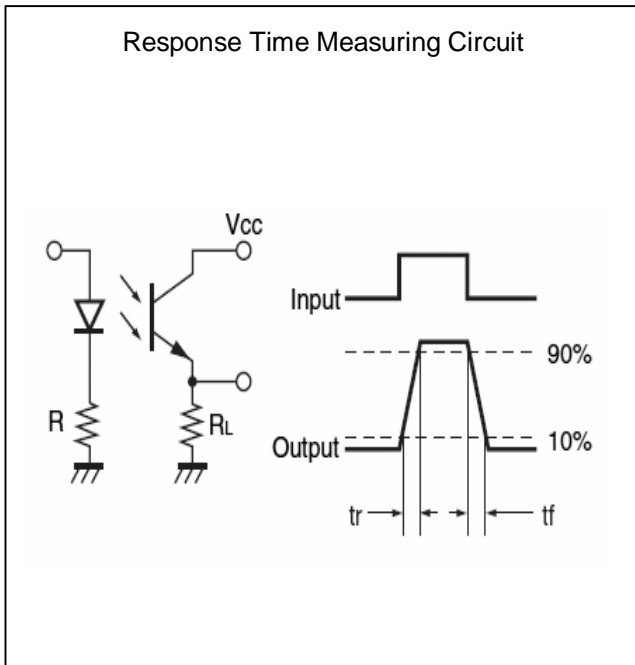 Response Time Measuring Circuit
Vcc
R
RL
Input
90%
Output
10%
tr
tf